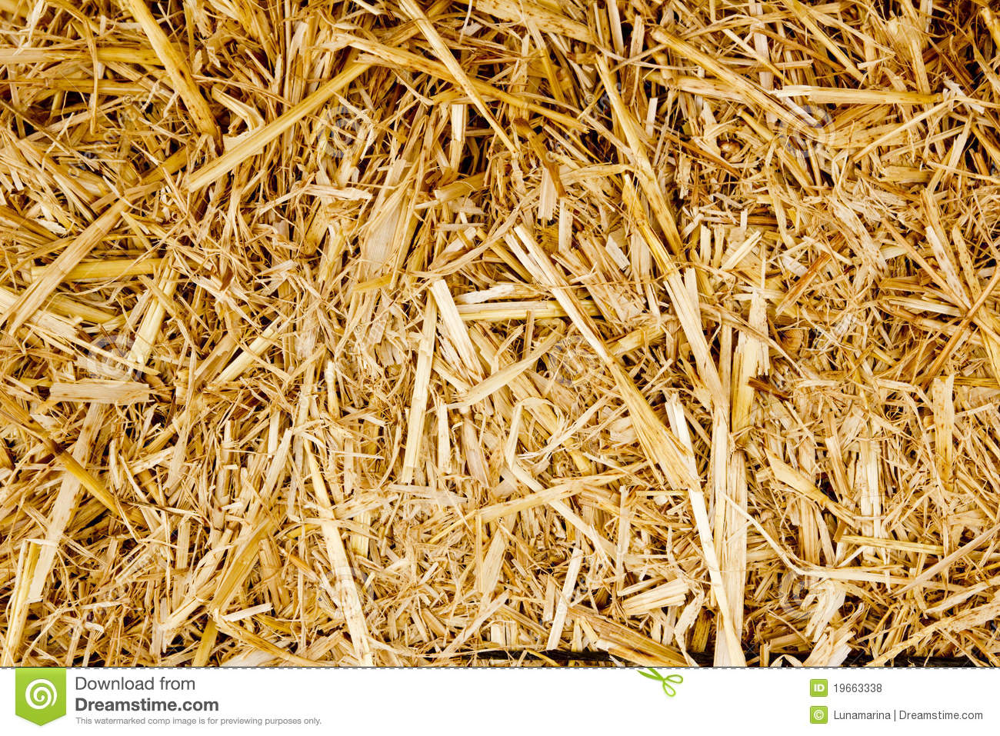 Download from
Dreamstime.com
This watermarked comp image is for previewing purposes only.
ID 19663338
© Lunamarina | Dreamstime.com